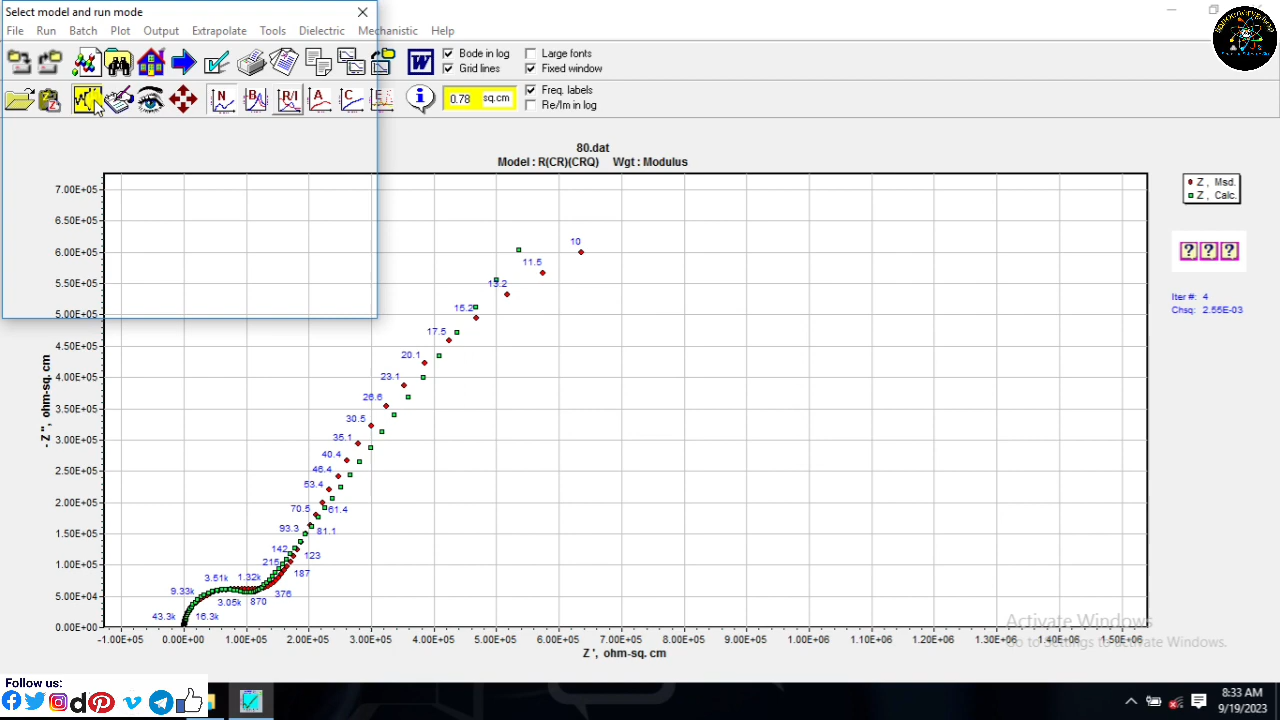 Select model and run mode
File Run Batch Plot Output Extrapolate Tools Dielectric Mechanistic Help
Bode in log Large fonts
Grid lines Fixed window
Freq. labels
0.78 sq.cm
Re/Im in log
N B R/I A C E
80.dat
Model : R(CR)(CRQ) Wgt : Modulus
Z , Msd.
Z , Calc.
???
Iter #: 4
Chsq: 2.55E-03
- Z '', ohm-sq. cm
7.00E+05
6.50E+05
6.00E+05
5.50E+05
5.00E+05
4.50E+05
4.00E+05
3.50E+05
3.00E+05
2.50E+05
2.00E+05
1.50E+05
1.00E+05
5.00E+04
0.00E+00
10
11.5
13.2
15.2
17.5
20.1
23.1
26.6
30.5
35.1
40.4
46.4
53.4
70.5 61.4
93.3 81.1
142 123
215 187
3.51k 1.32k 376
9.33k 3.05k 870
43.3k 16.3k
-1.00E+05 0.00E+00 1.00E+05 2.00E+05 3.00E+05 4.00E+05 5.00E+05 6.00E+05 7.00E+05 8.00E+05 9.00E+05 1.00E+06 1.10E+06 1.20E+06 1.30E+06 1.40E+06 1.50E+06
Z ', ohm-sq. cm
Activate Windows
Go to Settings to activate Windows.
Follow us:
8:33 AM
9/19/2023